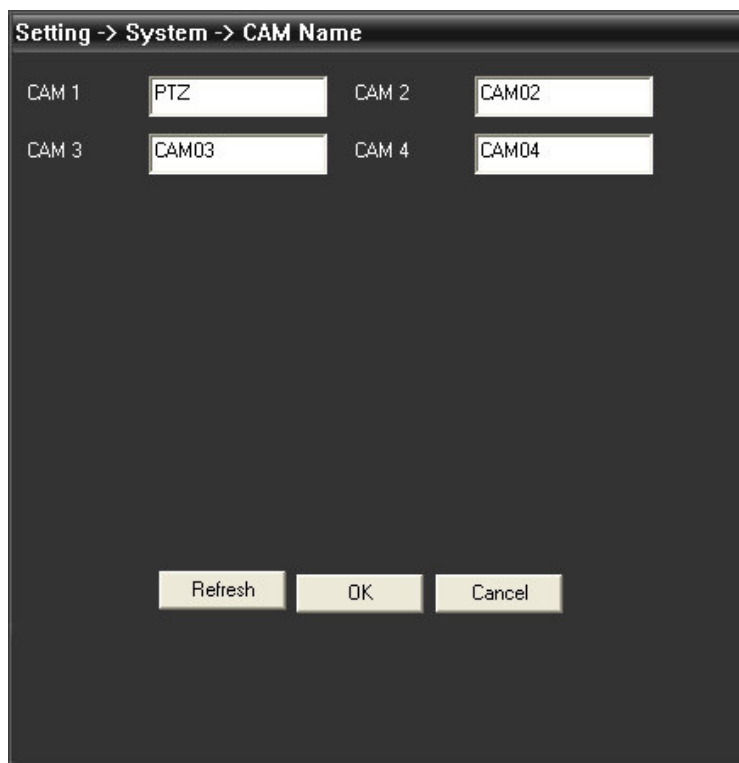 Setting -> System -> CAM Name
CAM 1 PTZ CAM 2 CAM02
CAM 3 CAM03 CAM 4 CAM04
Refresh OK Cancel